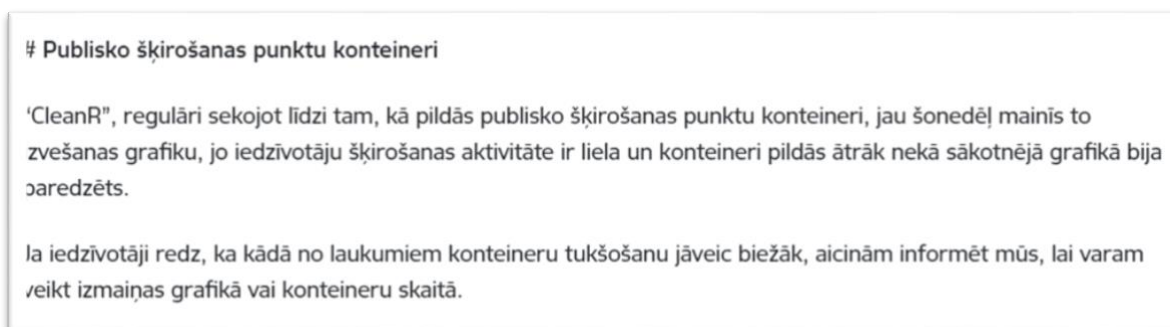 # Publisko šķirošanas punktu konteineri
“CleanR”, regulāri sekojot līdzi tam, kā pildās publisko šķirošanas punktu konteineri, jau šonedēļ mainīs to
izvešanas grafiku, jo iedzīvotāju šķirošanas aktivitāte ir liela un konteineri pildās ātrāk nekā sākotnējā grafikā bija
paredzēts.
Ja iedzīvotāji redz, ka kādā no laukumiem konteineru tukšošanu jāveic biežāk, aicinām informēt mūs, lai varam
veikt izmaiņas grafikā vai konteineru skaitā.